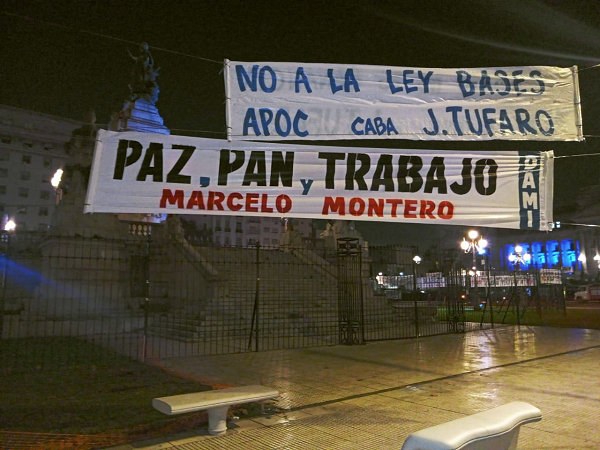 NO A LA LEY BASES
APOC CABA J.TUFARO
PAZ, PAN y TRABAJO
MARCELO MONTERO
PAMI